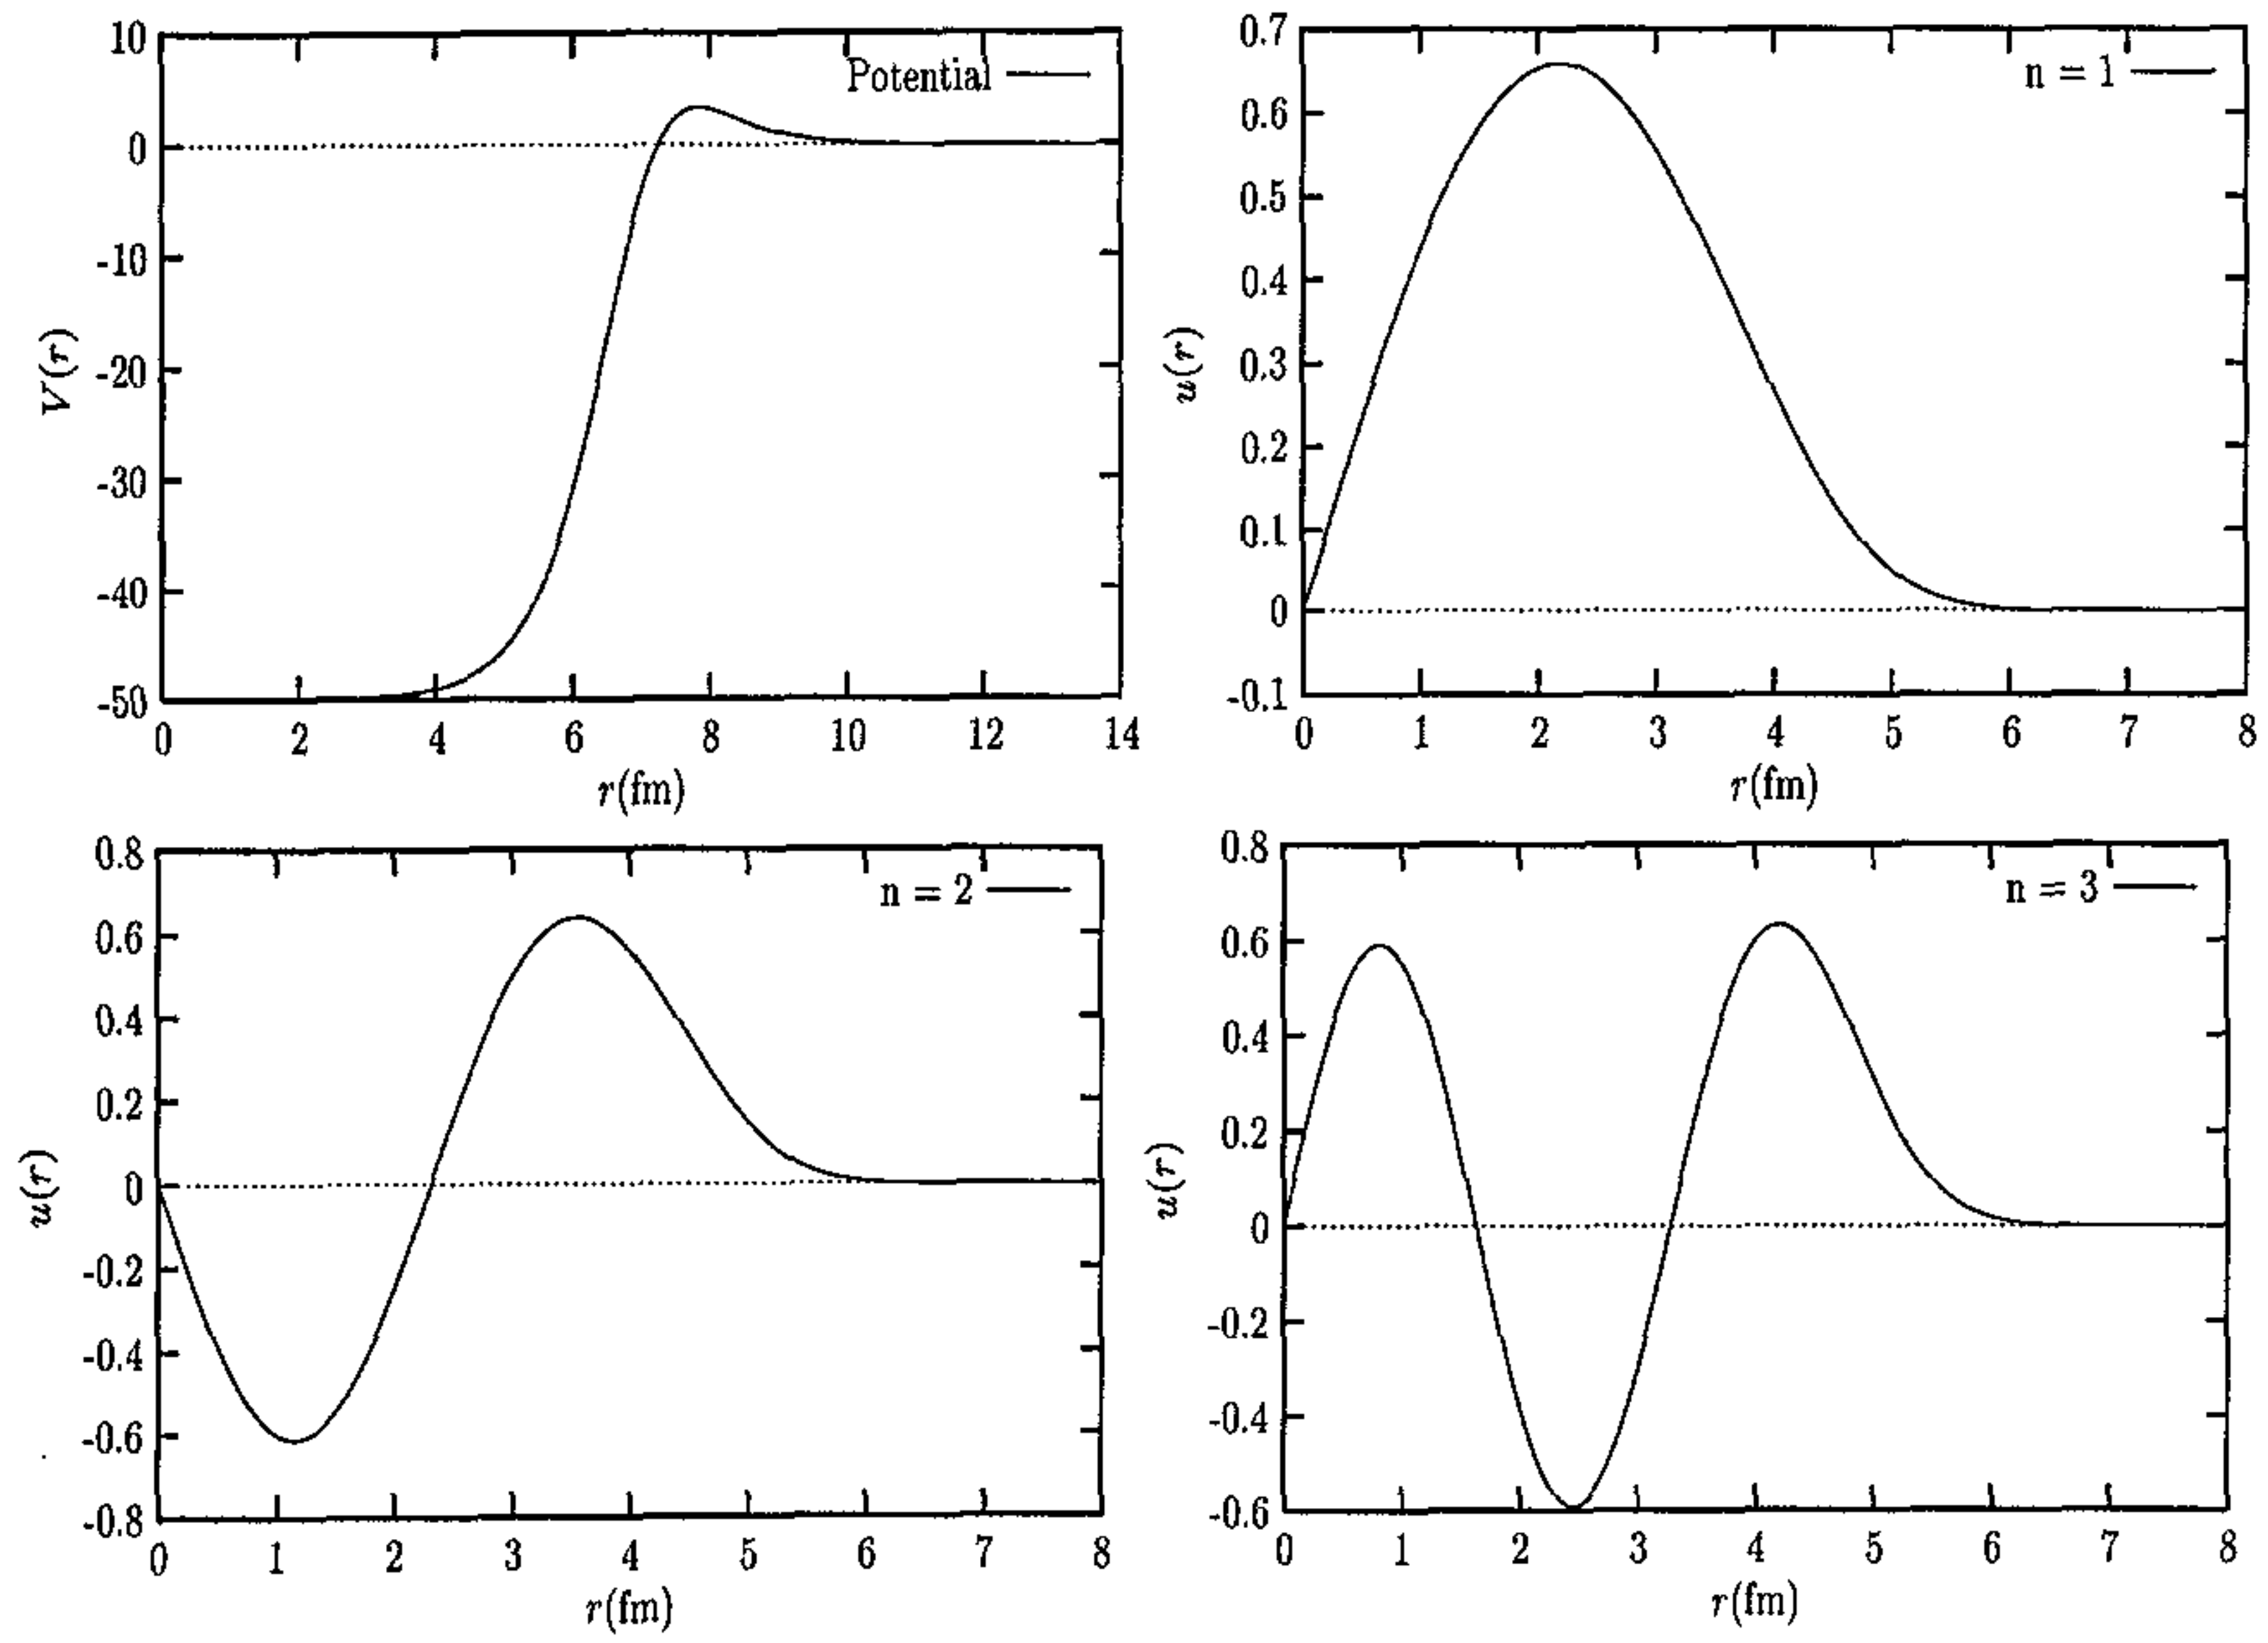 10
0
-10
-20
-30
-40
-50
V(r)
Potential
0 2 4 6 8 10 12 14
r(fm)
0.7
0.6
0.5
0.4
0.3
0.2
0.1
0
-0.1
u(r)
n = 1
0 1 2 3 4 5 6 7 8
r(fm)
0.8
0.6
0.4
0.2
0
-0.2
-0.4
-0.6
-0.8
u(r)
n = 2
0 1 2 3 4 5 6 7 8
r(fm)
0.8
0.6
0.4
0.2
0
-0.2
-0.4
-0.6
u(r)
n = 3
0 1 2 3 4 5 6 7 8
r(fm)